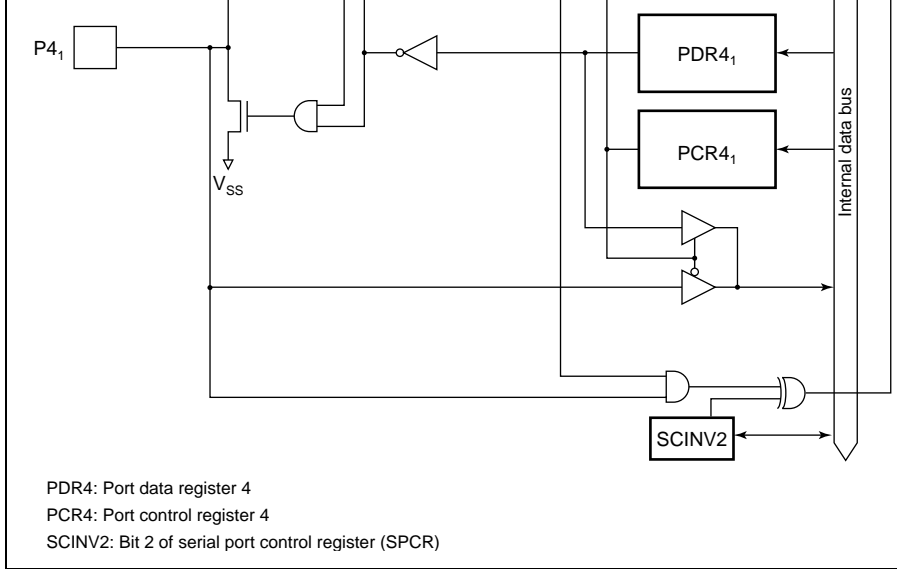 P4₁
PDR4₁
PCR4₁
Internal data bus
V_SS
SCINV2
PDR4: Port data register 4
PCR4: Port control register 4
SCINV2: Bit 2 of serial port control register (SPCR)